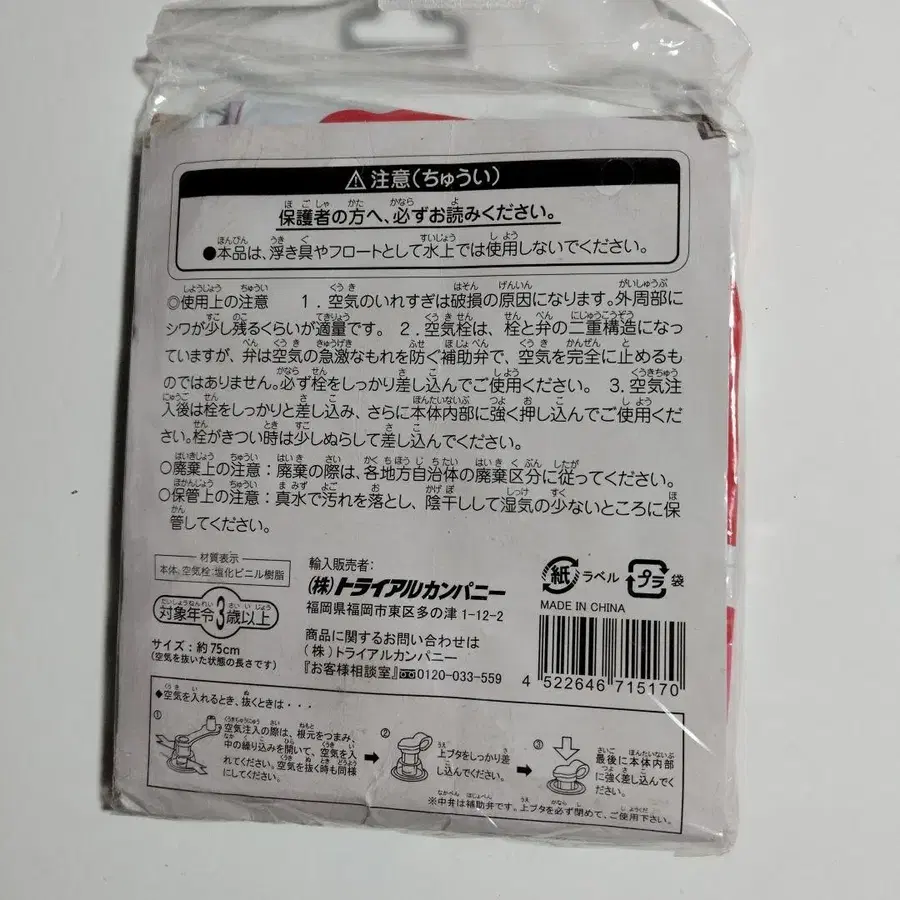 ⚠注意(ちゅうい)
保護者の方へ、必ずお読みください。
●本品は、浮き具やフロートとして水上では使用しないでください。
◎使用上の注意 1.空気のいれすぎは破損の原因になります。外周部に
シワが少し残るくらいが適量です。 2.空気栓は、栓と弁の二重構造になっ
ていますが、弁は空気の急激なもれを防ぐ補助弁で、空気を完全に止めるも
のではありません。必ず栓をしっかり差し込んでご使用ください。 3.空気注
入後は栓をしっかりと差し込み、さらに本体内部に強く押し込んでご使用くだ
さい。栓がきつい時は少しぬらして差し込んでください。
○廃棄上の注意:廃棄の際は、各地方自治体の廃棄区分に従ってください。
○保管上の注意:真水で汚れを落とし、陰干しして湿気の少ないところに保
管してください。
材質表示
本体、空気栓:塩化ビニル樹脂
対象年令3歳以上
サイズ:約75cm
(空気を抜いた状態の長さです)
輸入販売者:
(株)トライアルカンパニー
福岡県福岡市東区多の津1-12-2
商品に関するお問い合わせは
(株)トライアルカンパニー
『お客様相談室』0120-033-559
紙 ラベル プラ 袋
MADE IN CHINA
4 522646 715170
◆空気を入れるとき、抜くときは・・・
① 空気注入の際は、根元をつまみ、
中の繰り込みを開いて、空気を入
れてください。空気を抜く時も同様
にしてください。
② 上ブタをしっかり差
し込んでください。
③ 最後に本体内部
に強く差し込んでく
ださい。
※中弁は補助弁です。上ブタを必ず閉めて、ご使用下さい。